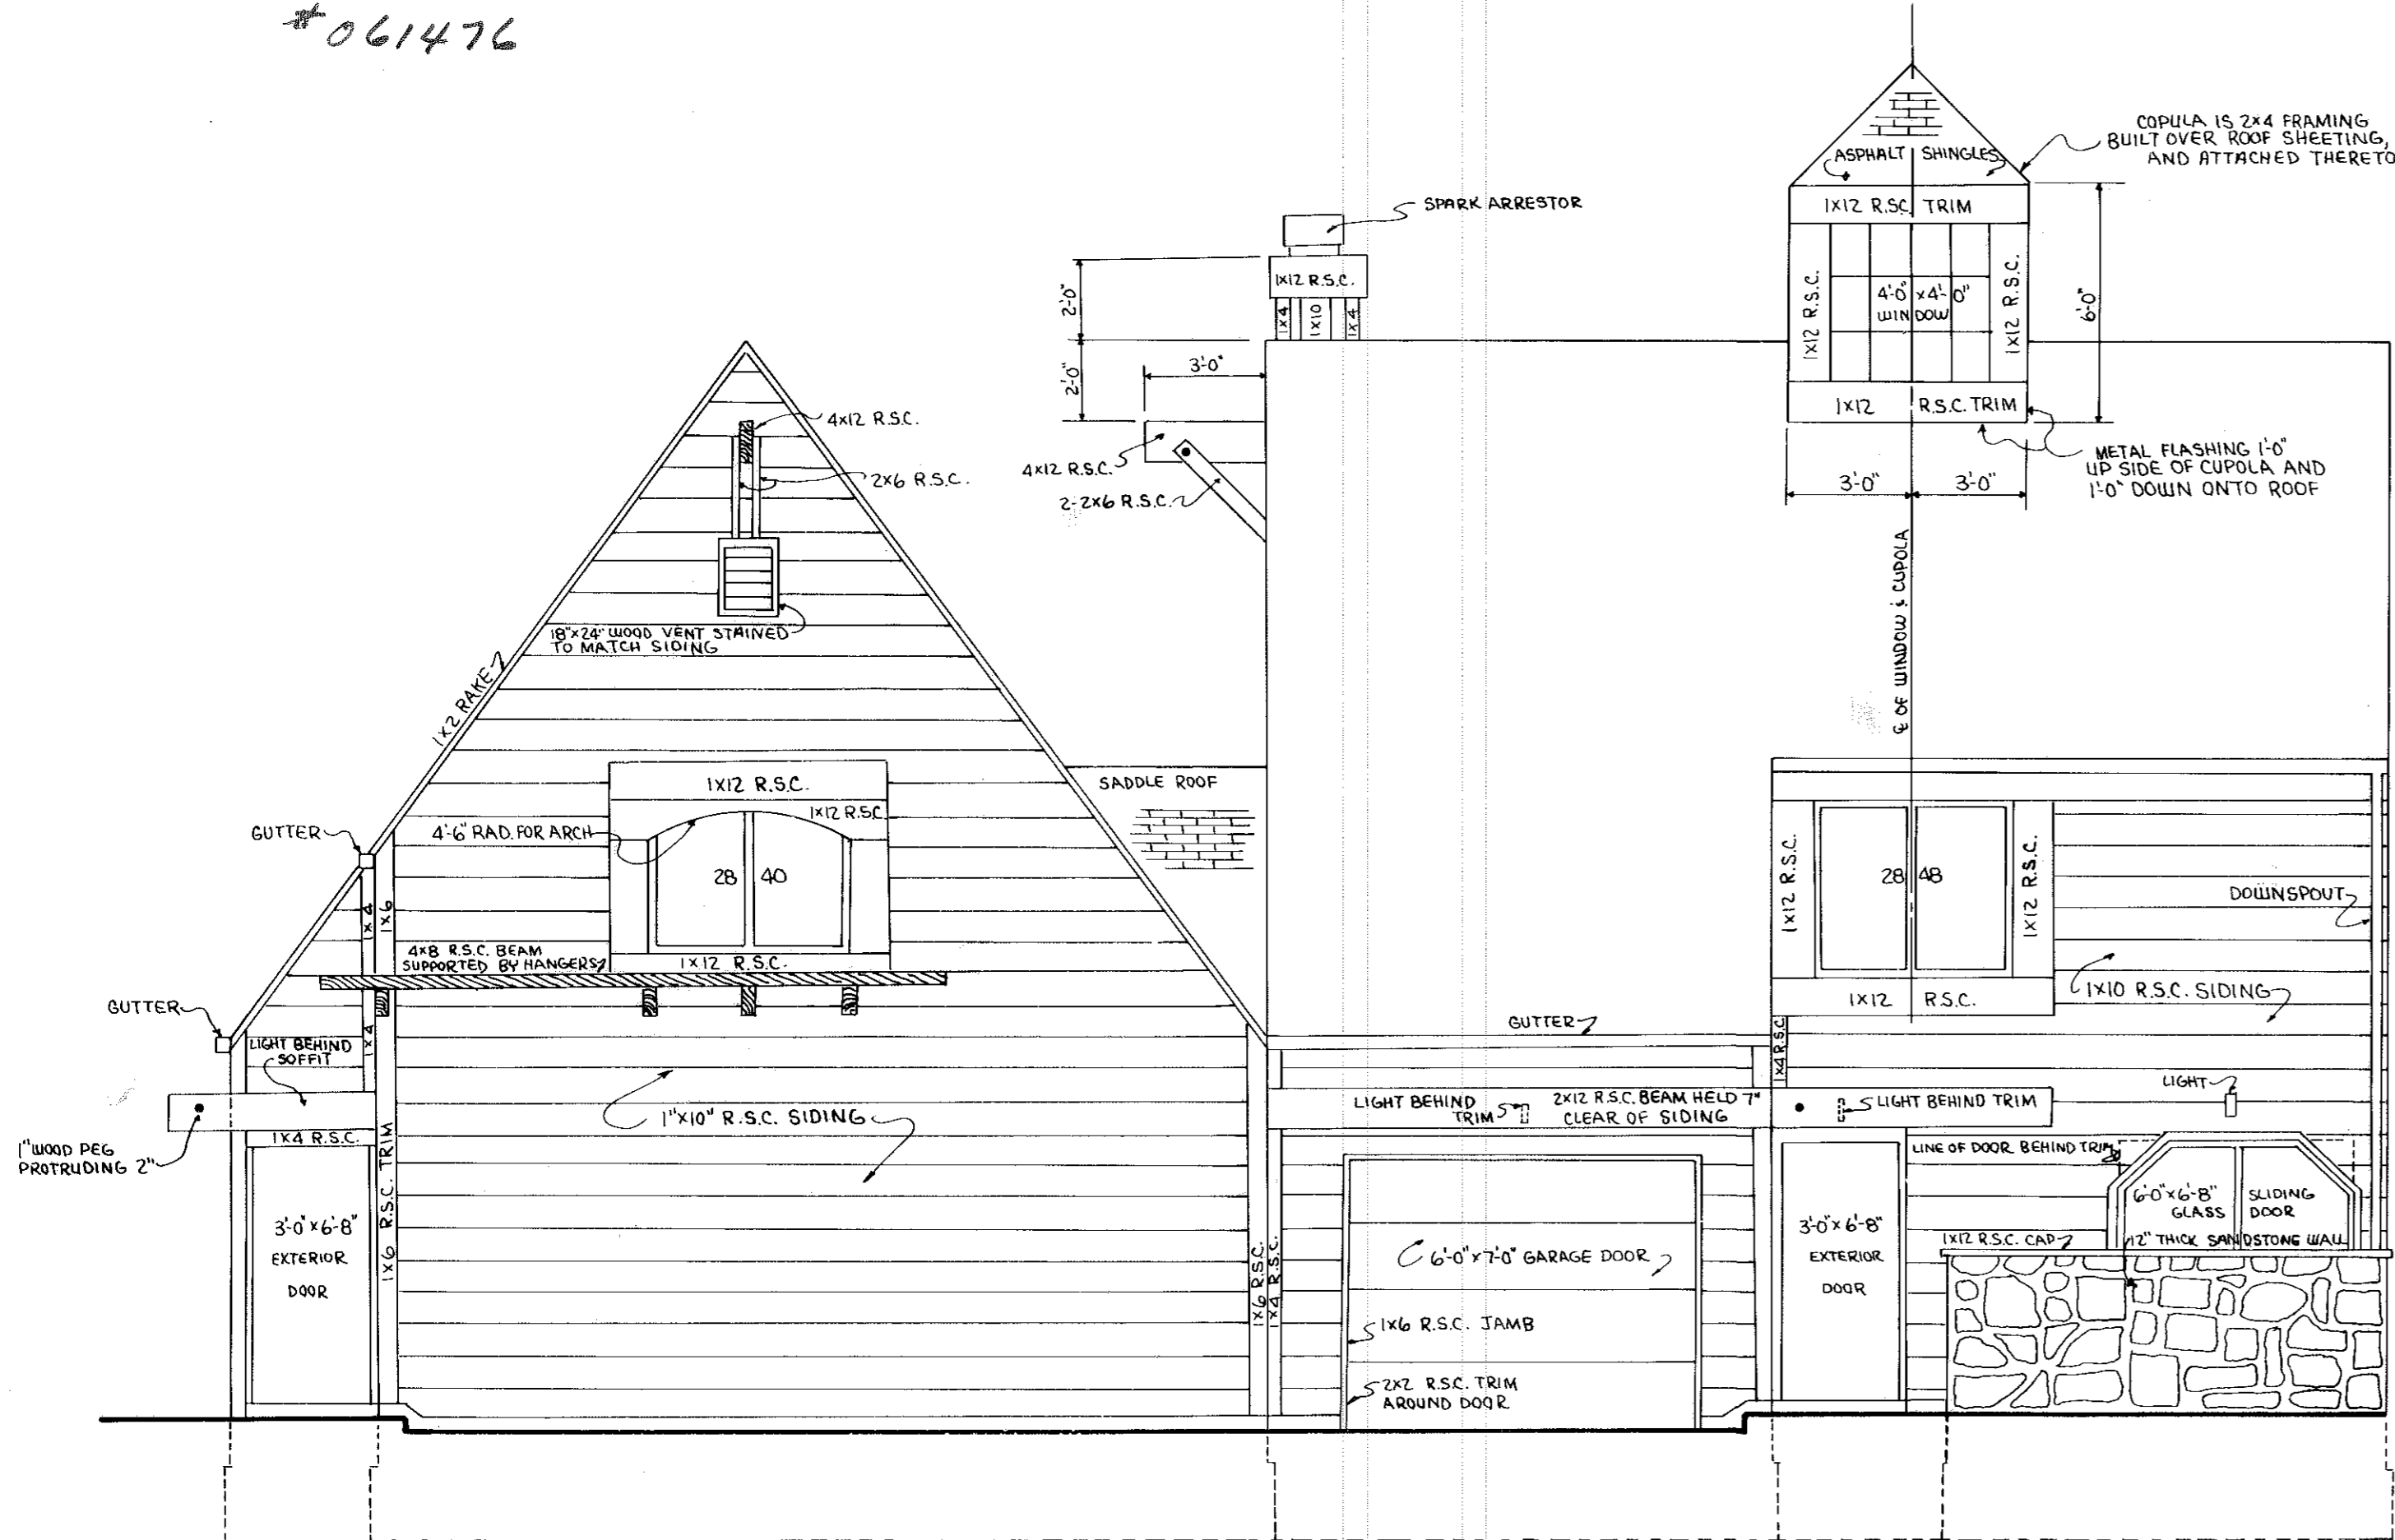 #061476
COPULA IS 2x4 FRAMING
BUILT OVER ROOF SHEETING,
AND ATTACHED THERETO
ASPHALT SHINGLES
1X12 R.S.C. TRIM
SPARK ARRESTOR
1X12 R.S.C.
1X4
1X10
1X4
2'-0"
2'-0"
3'-0"
4X12 R.S.C.
2-2X6 R.S.C.
1X12 R.S.C.
4'-0" x 4'-0"
WINDOW
1X12 R.S.C.
6'-0"
1X12 R.S.C. TRIM
METAL FLASHING 1'-0"
UP SIDE OF CUPOLA AND
1'-0" DOWN ONTO ROOF
3'-0"
3'-0"
℄ OF WINDOW & CUPOLA
4X12 R.S.C.
2X6 R.S.C.
18"X24" WOOD VENT STAINED
TO MATCH SIDING
1X2 RAKE
1X12 R.S.C.
1X12 R.S.C.
4'-6" RAD. FOR ARCH
28 40
1X12 R.S.C.
GUTTER
1X4
1X6
4X8 R.S.C. BEAM
SUPPORTED BY HANGERS
GUTTER
1X4
LIGHT BEHIND
SOFFIT
1X4 R.S.C.
1" WOOD PEG
PROTRUDING 2"
3'-0" X 6'-8"
EXTERIOR
DOOR
1X6 R.S.C. TRIM
1"X10" R.S.C. SIDING
SADDLE ROOF
1X6 R.S.C.
1X4 R.S.C.
GUTTER
LIGHT BEHIND
TRIM
2X12 R.S.C. BEAM HELD 7"
CLEAR OF SIDING
6'-0"X7'-0" GARAGE DOOR
1X6 R.S.C. JAMB
2X2 R.S.C. TRIM
AROUND DOOR
1X12 R.S.C.
28 48
1X12 R.S.C.
1X12 R.S.C.
DOWNSPOUT
1X10 R.S.C. SIDING
1X4 R.S.C.
LIGHT
LIGHT BEHIND TRIM
LINE OF DOOR BEHIND TRIM
3'-0" X 6'-8"
EXTERIOR
DOOR
6'-0"X6'-8" SLIDING
GLASS DOOR
1X12 R.S.C. CAP
12" THICK SANDSTONE WALL